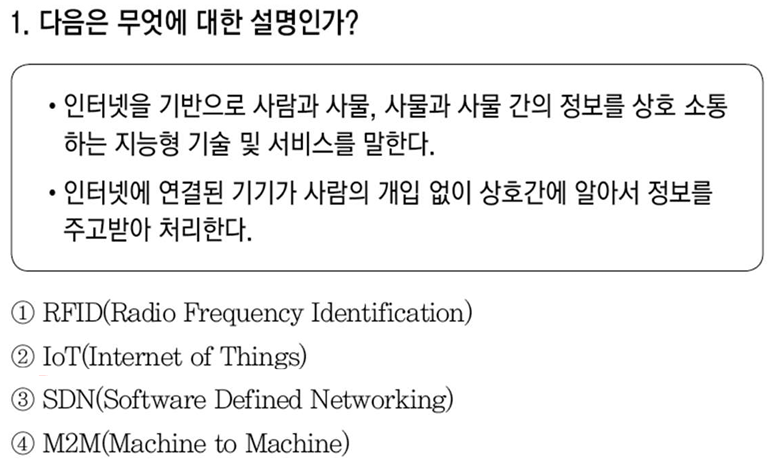 1. 다음은 무엇에 대한 설명인가?
• 인터넷을 기반으로 사람과 사물, 사물과 사물 간의 정보를 상호 소통
하는 지능형 기술 및 서비스를 말한다.
• 인터넷에 연결된 기기가 사람의 개입 없이 상호간에 알아서 정보를
주고받아 처리한다.
① RFID(Radio Frequency Identification)
② IoT(Internet of Things)
③ SDN(Software Defined Networking)
④ M2M(Machine to Machine)